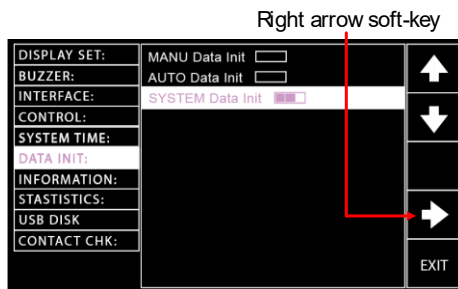 Right arrow soft-key
DISPLAY SET:
BUZZER:
INTERFACE:
CONTROL:
SYSTEM TIME:
DATA INIT:
INFORMATION:
STASTISTICS:
USB DISK
CONTACT CHK:
MANU Data Init
AUTO Data Init
SYSTEM Data Init
EXIT